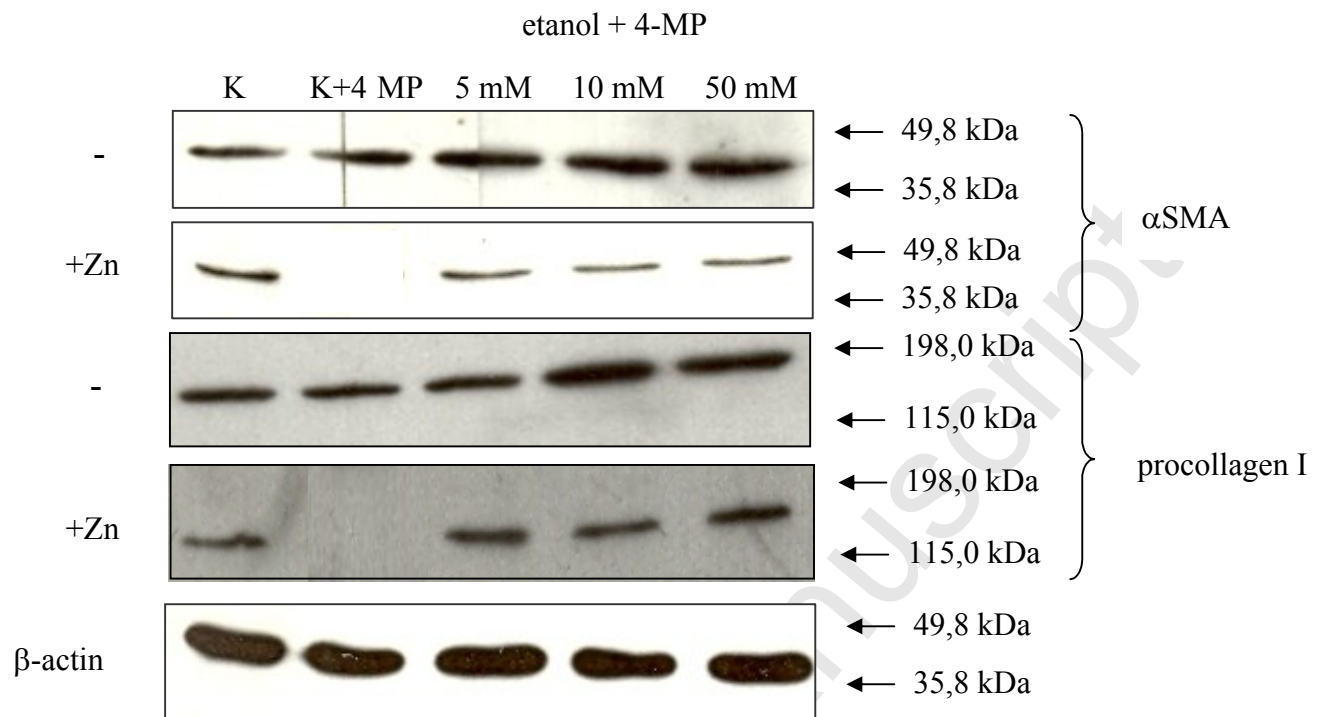 etanol + 4-MP
K K+4 MP 5 mM 10 mM 50 mM
- 49,8 kDa
35,8 kDa
αSMA
+Zn 49,8 kDa
35,8 kDa
- 198,0 kDa
115,0 kDa
procollagen I
+Zn 198,0 kDa
115,0 kDa
β-actin 49,8 kDa
35,8 kDa
nuscript